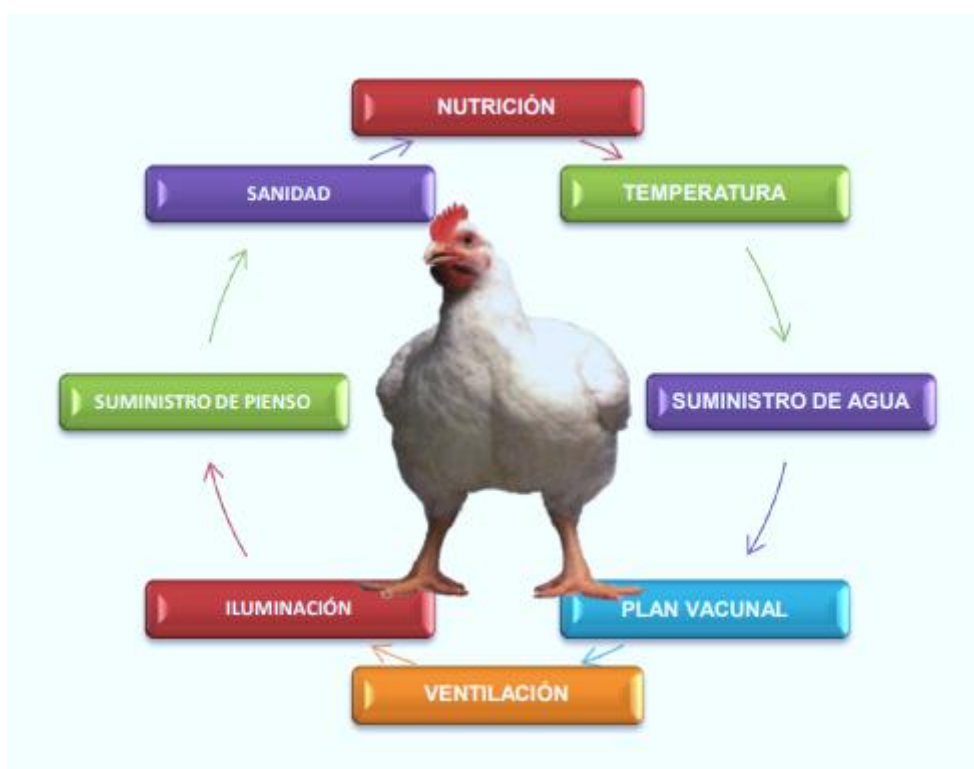 NUTRICIÓN
SANIDAD
TEMPERATURA
SUMINISTRO DE PIENSO
SUMINISTRO DE AGUA
ILUMINACIÓN
PLAN VACUNAL
VENTILACIÓN